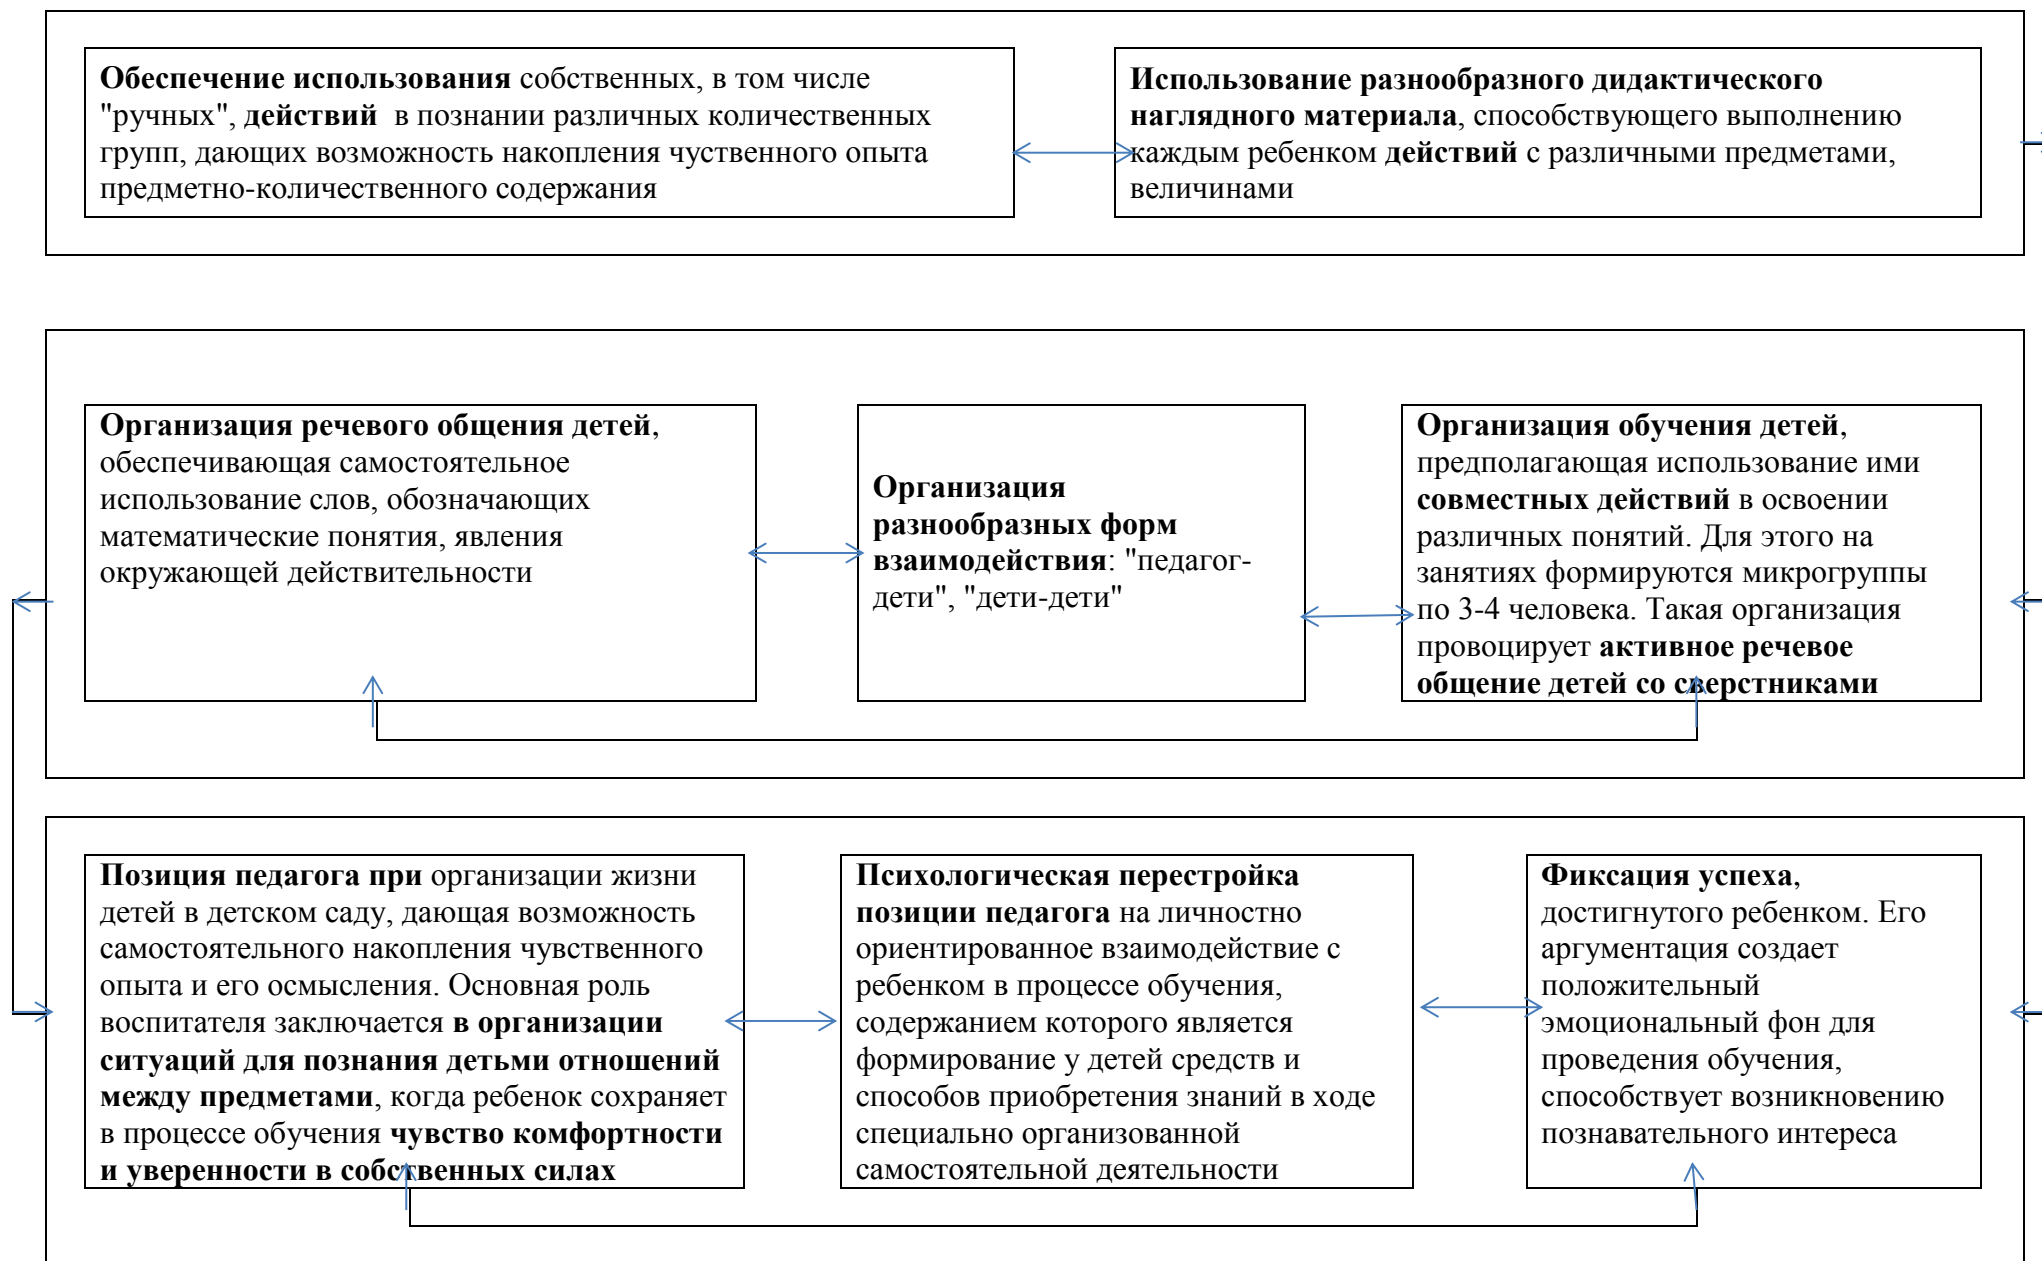 Обеспечение использования собственных, в том числе
"ручных", действий в познании различных количественных
групп, дающих возможность накопления чуственного опыта
предметно-количественного содержания
Использование разнообразного дидактического
наглядного материала, способствующего выполнению
каждым ребенком действий с различными предметами,
величинами
Организация речевого общения детей,
обеспечивающая самостоятельное
использование слов, обозначающих
математические понятия, явления
окружающей действительности
Организация
разнообразных форм
взаимодействия: "педагог-
дети", "дети-дети"
Организация обучения детей,
предполагающая использование ими
совместных действий в освоении
различных понятий. Для этого на
занятиях формируются микрогруппы
по 3-4 человека. Такая организация
провоцирует активное речевое
общение детей со сверстниками
Позиция педагога при организации жизни
детей в детском саду, дающая возможность
самостоятельного накопления чувственного
опыта и его осмысления. Основная роль
воспитателя заключается в организации
ситуаций для познания детьми отношений
между предметами, когда ребенок сохраняет
в процессе обучения чувство комфортности
и уверенности в собственных силах
Психологическая перестройка
позиции педагога на личностно
ориентированное взаимодействие с
ребенком в процессе обучения,
содержанием которого является
формирование у детей средств и
способов приобретения знаний в ходе
специально организованной
самостоятельной деятельности
Фиксация успеха,
достигнутого ребенком. Его
аргументация создает
положительный
эмоциональный фон для
проведения обучения,
способствует возникновению
познавательного интереса